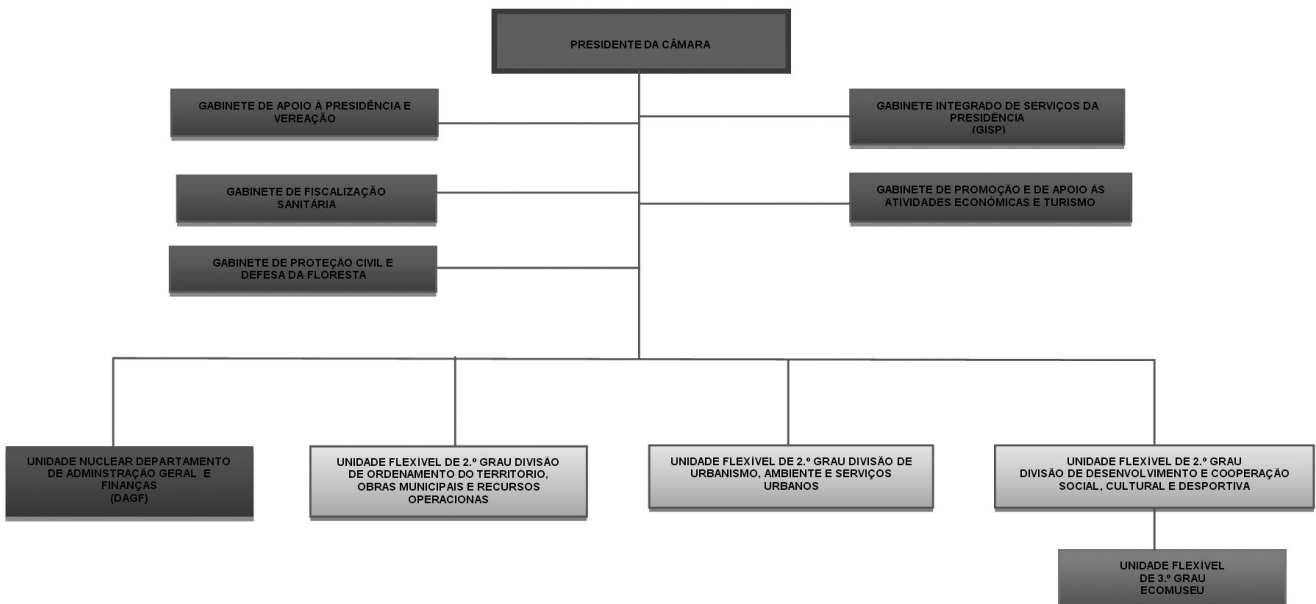 PRESIDENTE DA CÂMARA
GABINETE DE APOIO À PRESIDÊNCIA E
VEREAÇÃO
GABINETE INTEGRADO DE SERVIÇOS DA
PRESIDÊNCIA
(GISP)
GABINETE DE FISCALIZAÇÃO
SANITÁRIA
GABINETE DE PROMOÇÃO E DE APOIO ÀS
ATIVIDADES ECONÓMICAS E TURISMO
GABINETE DE PROTEÇÃO CIVIL E
DEFESA DA FLORESTA
UNIDADE NUCLEAR DEPARTAMENTO
DE ADMINSTRAÇÃO GERAL E
FINANÇAS
(DAGF)
UNIDADE FLEXÍVEL DE 2.º GRAU DIVISÃO
DE ORDENAMENTO DO TERRITÓRIO,
OBRAS MUNICIPAIS E RECURSOS
OPERACIONAS
UNIDADE FLEXÍVEL DE 2.º GRAU DIVISÃO DE
URBANISMO, AMBIENTE E SERVIÇOS
URBANOS
UNIDADE FLEXÍVEL DE 2.º GRAU
DIVISÃO DE DESENVOLVIMENTO E COOPERAÇÃO
SOCIAL, CULTURAL E DESPORTIVA
UNIDADE FLEXÍVEL
DE 3.º GRAU
ECOMUSEU